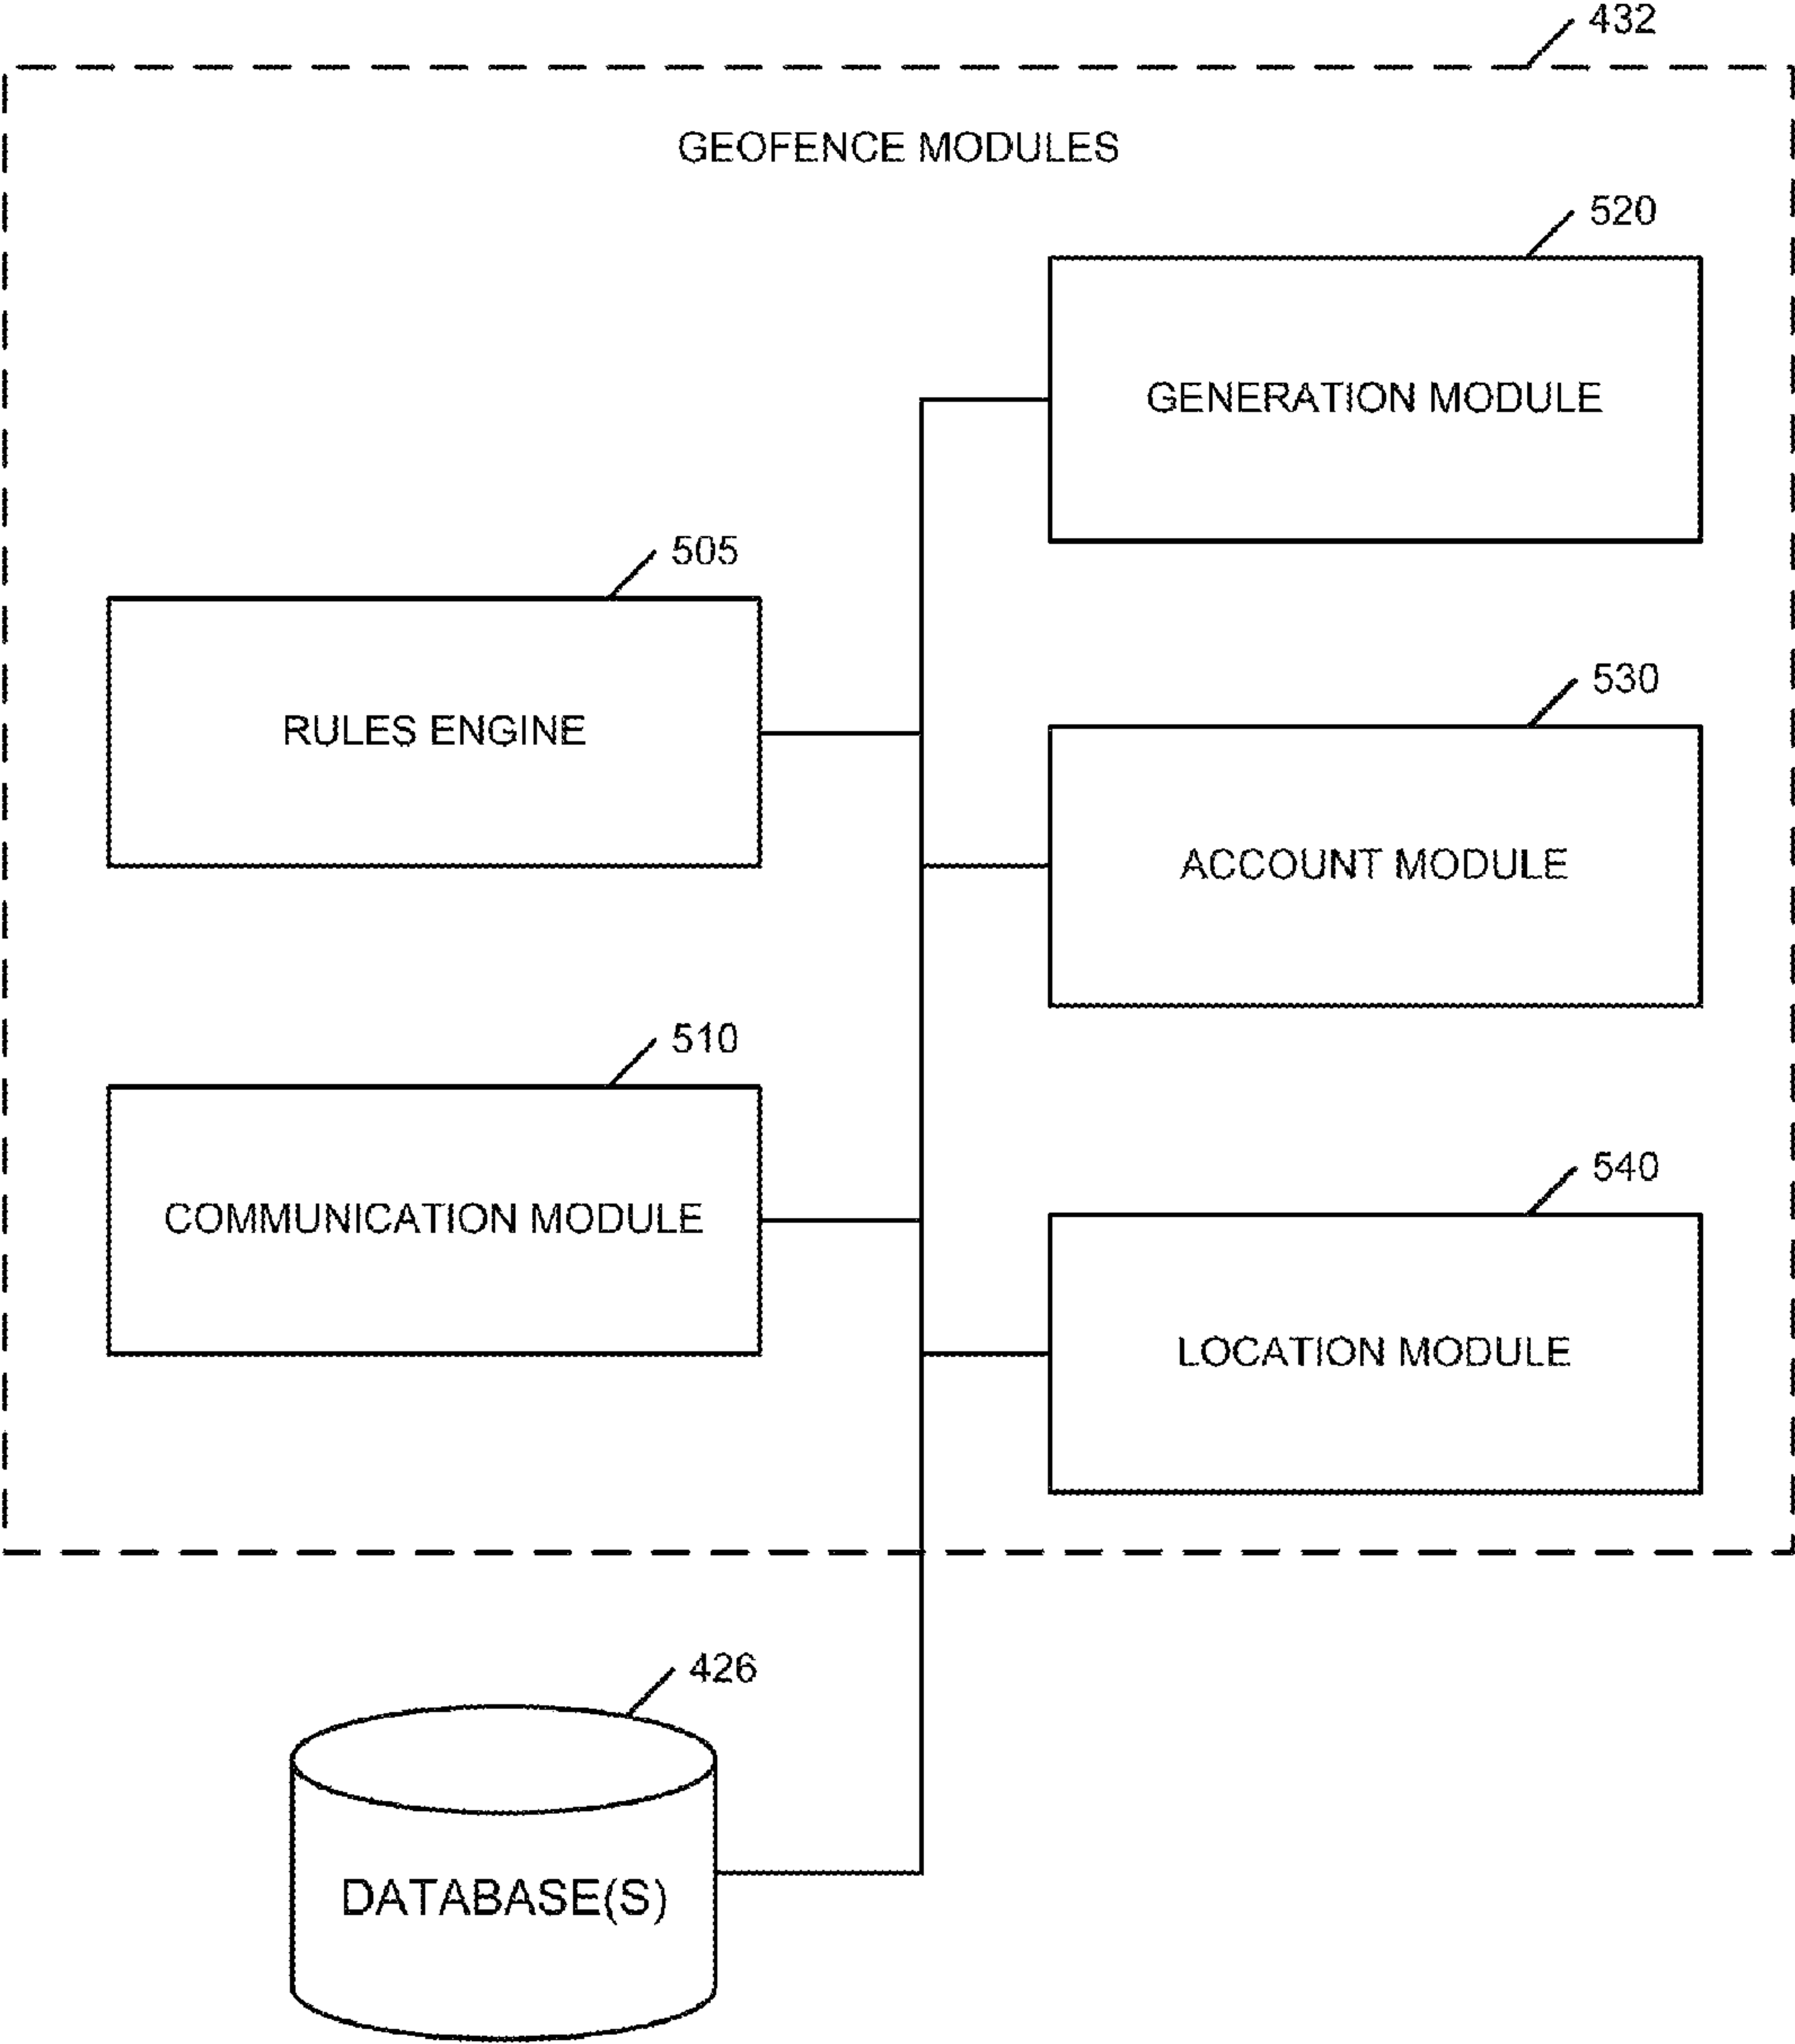 432
GEOFENCE MODULES
520
GENERATION MODULE
505
RULES ENGINE
530
ACCOUNT MODULE
510
COMMUNICATION MODULE
540
LOCATION MODULE
426
DATABASE(S)